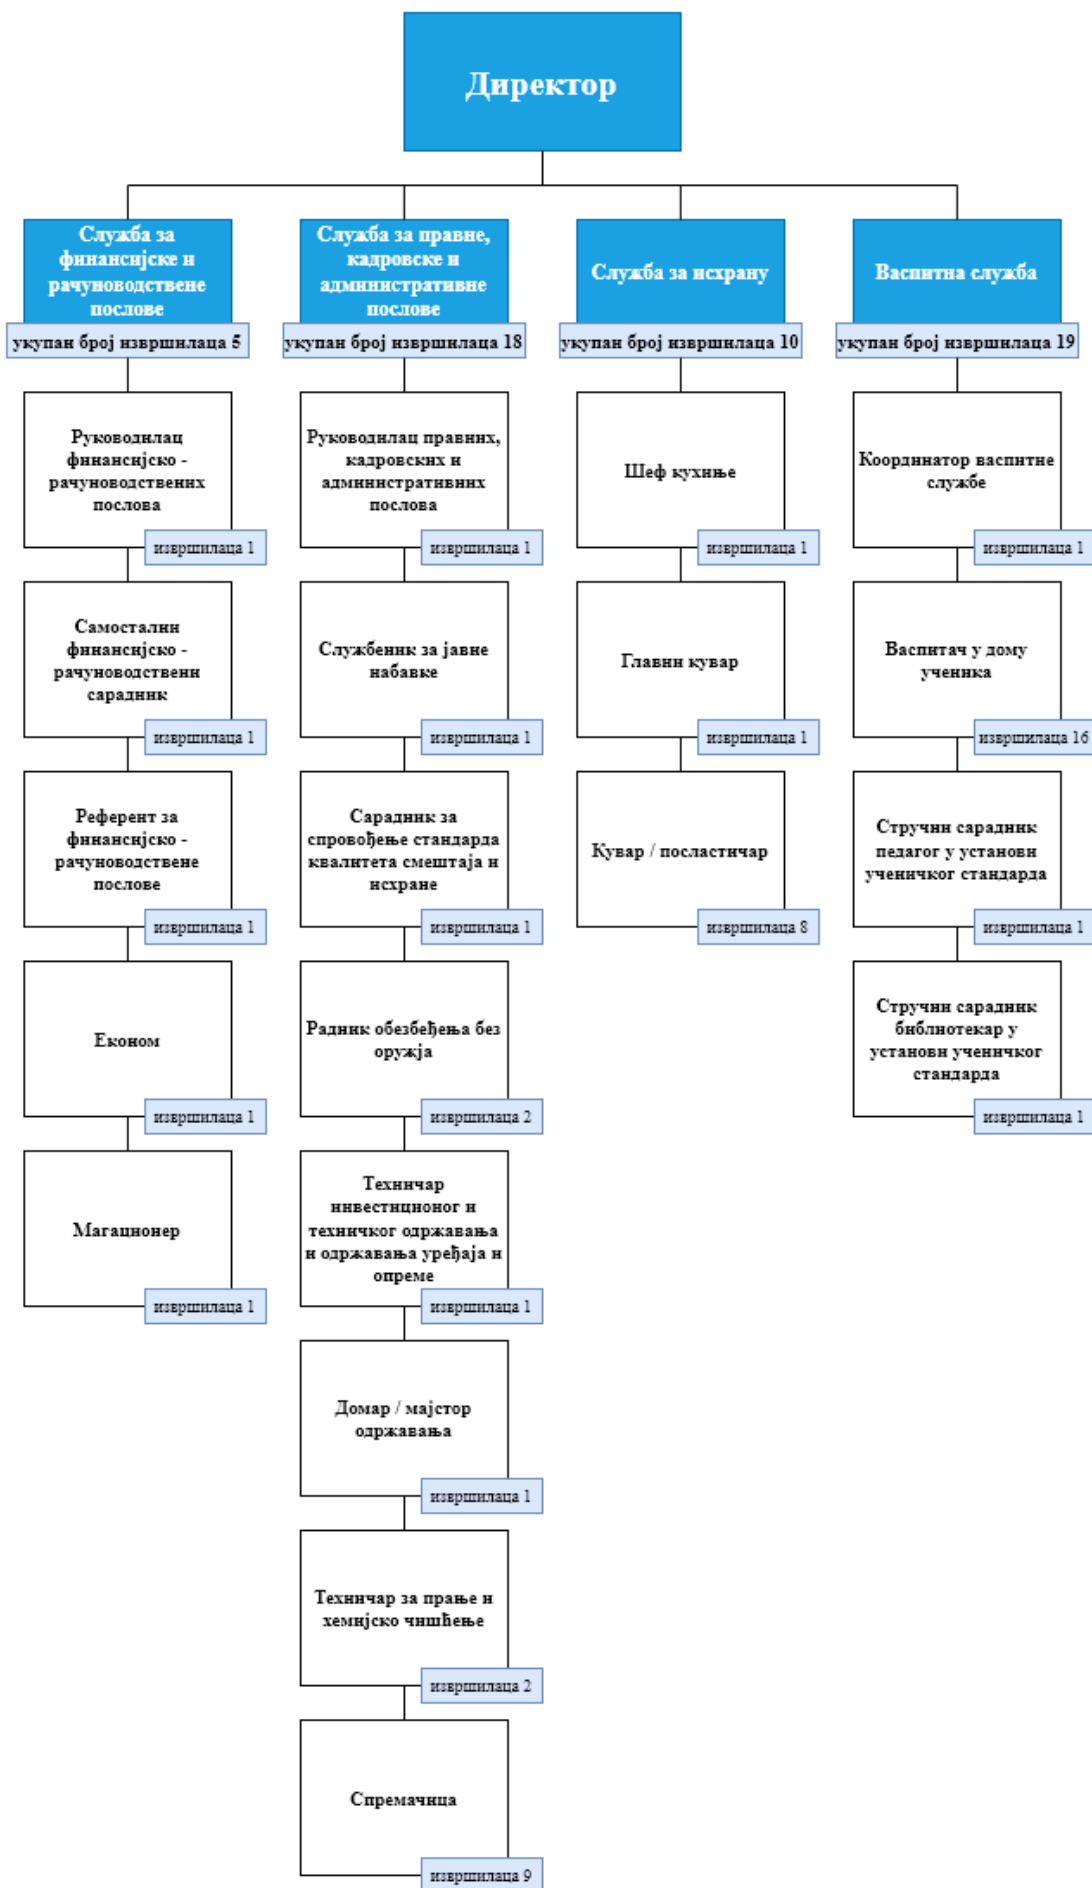 Директор
Служба за
финансијске и
рачуноводствене
послове
укупан број извршилаца 5
Руководилац
финансијско -
рачуноводствених
послова
извршилаца 1
Самостални
финансијско -
рачуноводствени
сарадник
извршилаца 1
Референт за
финансијско -
рачуноводствене
послове
извршилаца 1
Економ
извршилаца 1
Магационер
извршилаца 1
Служба за правне,
кадровске и
административне
послове
укупан број извршилаца 18
Руководилац правних,
кадровских и
административних
послова
извршилаца 1
Службеник за јавне
набавке
извршилаца 1
Сарадник за
спровођење стандарда
квалитета смештаја и
исхране
извршилаца 1
Радник обезбеђења без
оружја
извршилаца 2
Техничар
инвестиционог и
техничког одржавања
и одржавања уређаја и
опреме
извршилаца 1
Домар / мајстор
одржавања
извршилаца 1
Техничар за прање и
хемијско чишћење
извршилаца 2
Спремачица
извршилаца 9
Служба за исхрану
укупан број извршилаца 10
Шеф кухиње
извршилаца 1
Главни кувар
извршилаца 1
Кувар / посластичар
извршилаца 8
Васпитна служба
укупан број извршилаца 19
Координатор васпитне
службе
извршилаца 1
Васпитач у дому
ученика
извршилаца 16
Стручни сарадник
педагог у установи
ученичког стандарда
извршилаца 1
Стручни сарадник
библиотекар у
установи ученичког
стандарда
извршилаца 1